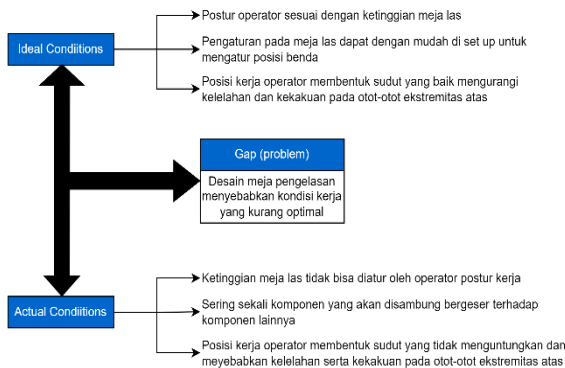 Postur operator sesuai dengan ketinggian meja las
Ideal Condiitions
Pengaturan pada meja las dapat dengan mudah di set up untuk
mengatur posisi benda
Posisi kerja operator membentuk sudut yang baik mengurangi
kelelahan dan kekakuan pada otot-otot ekstremitas atas
Gap (problem)
Desain meja pengelasan
menyebabkan kondisi kerja
yang kurang optimal
Ketinggian meja las tidak bisa diatur oleh operator postur kerja
Actual Condiitions
Sering sekali komponen yang akan disambung bergeser terhadap
komponen lainnya
Posisi kerja operator membentuk sudut yang tidak menguntungkan dan
meyebabkan kelelahan serta kekakuan pada otot-otot ekstremitas atas